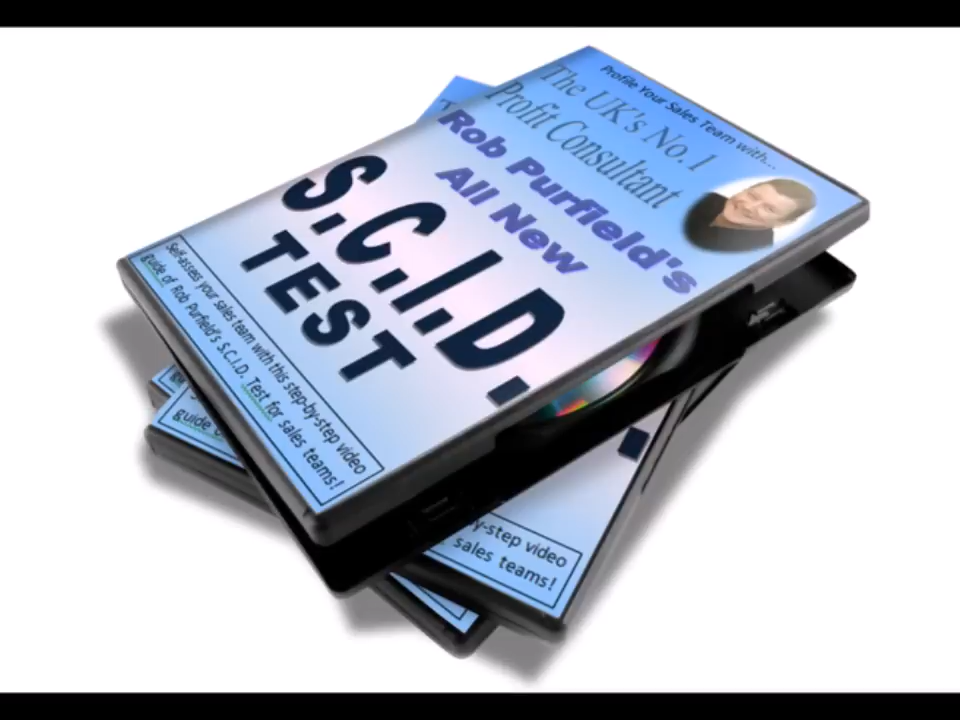 Profile Your Sales Team with...
The UK's No.1
Profit Consultant
Rob Purfield's
All New
S.C.I.D.
TEST
Self-assess your sales team with this step-by-step video
guide of Rob Purfield's S.C.I.D. Test for sales teams!
guide
y-step video
sales teams!